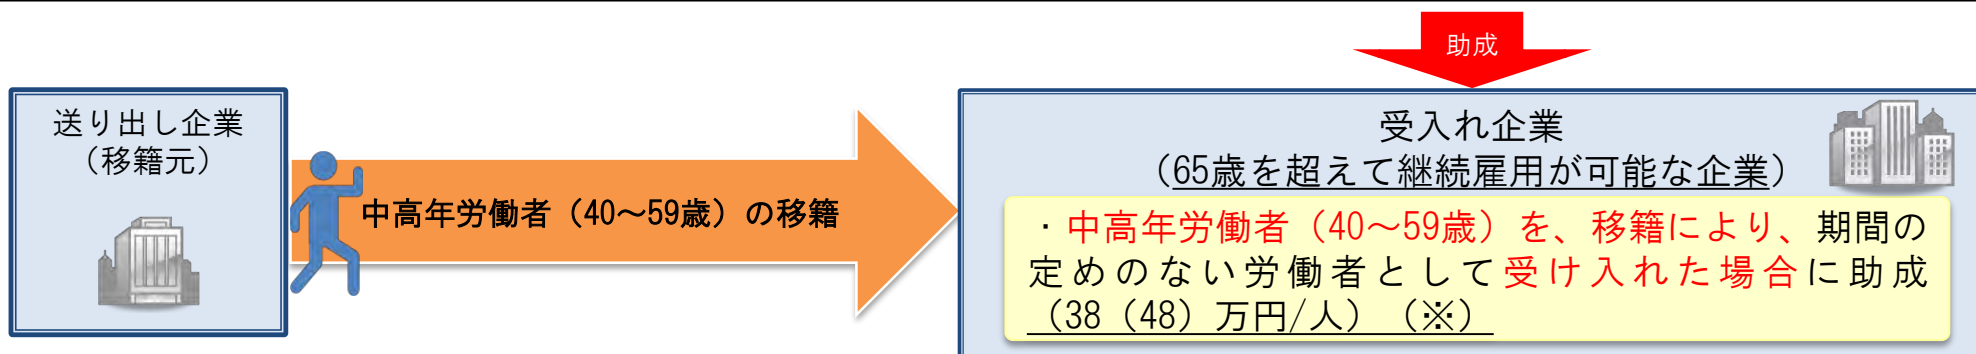 助成
送り出し企業
（移籍元）
中高年労働者（40～59歳）の移籍
受入れ企業
（65歳を超えて継続雇用が可能な企業）
・中高年労働者（40～59歳）を、移籍により、期間の
定めのない労働者として受け入れた場合に助成
（38（48）万円/人）（※）